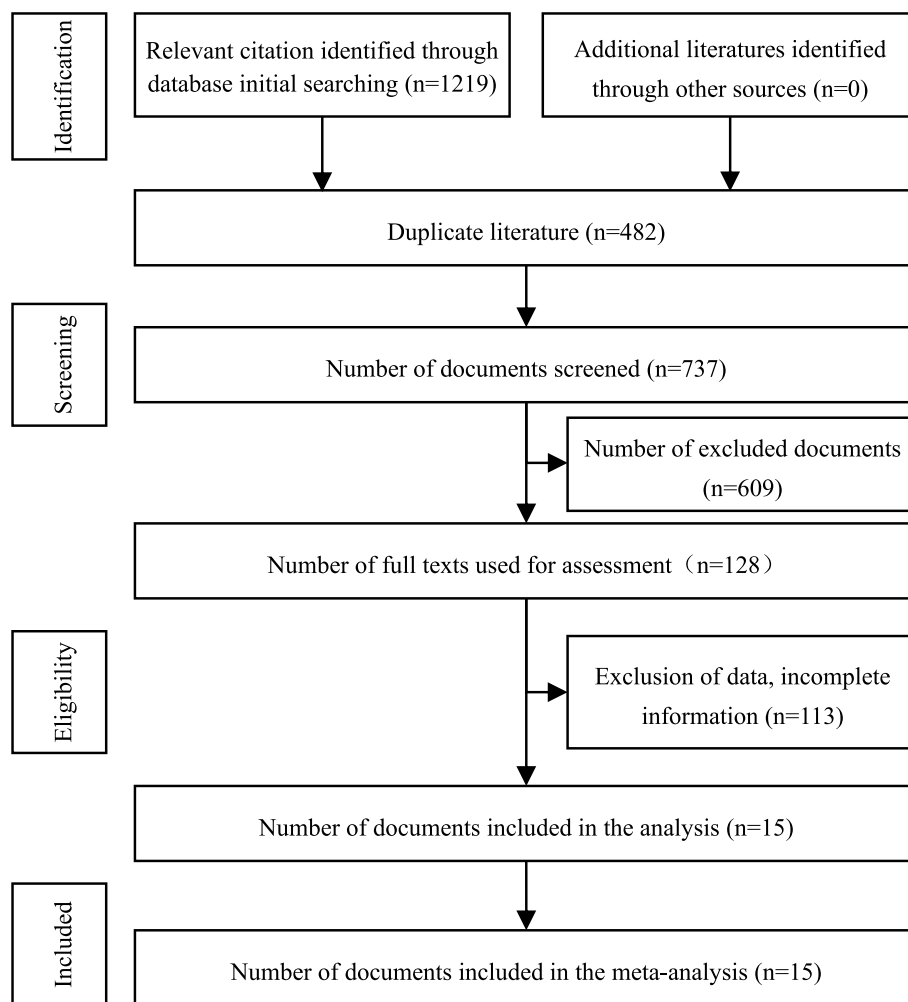 Identification
Relevant citation identified through
database initial searching (n=1219)
Additional literatures identified
through other sources (n=0)
Duplicate literature (n=482)
Screening
Number of documents screened (n=737)
Number of excluded documents
(n=609)
Number of full texts used for assessment（n=128）
Eligibility
Exclusion of data, incomplete
information (n=113)
Number of documents included in the analysis (n=15)
Included
Number of documents included in the meta-analysis (n=15)